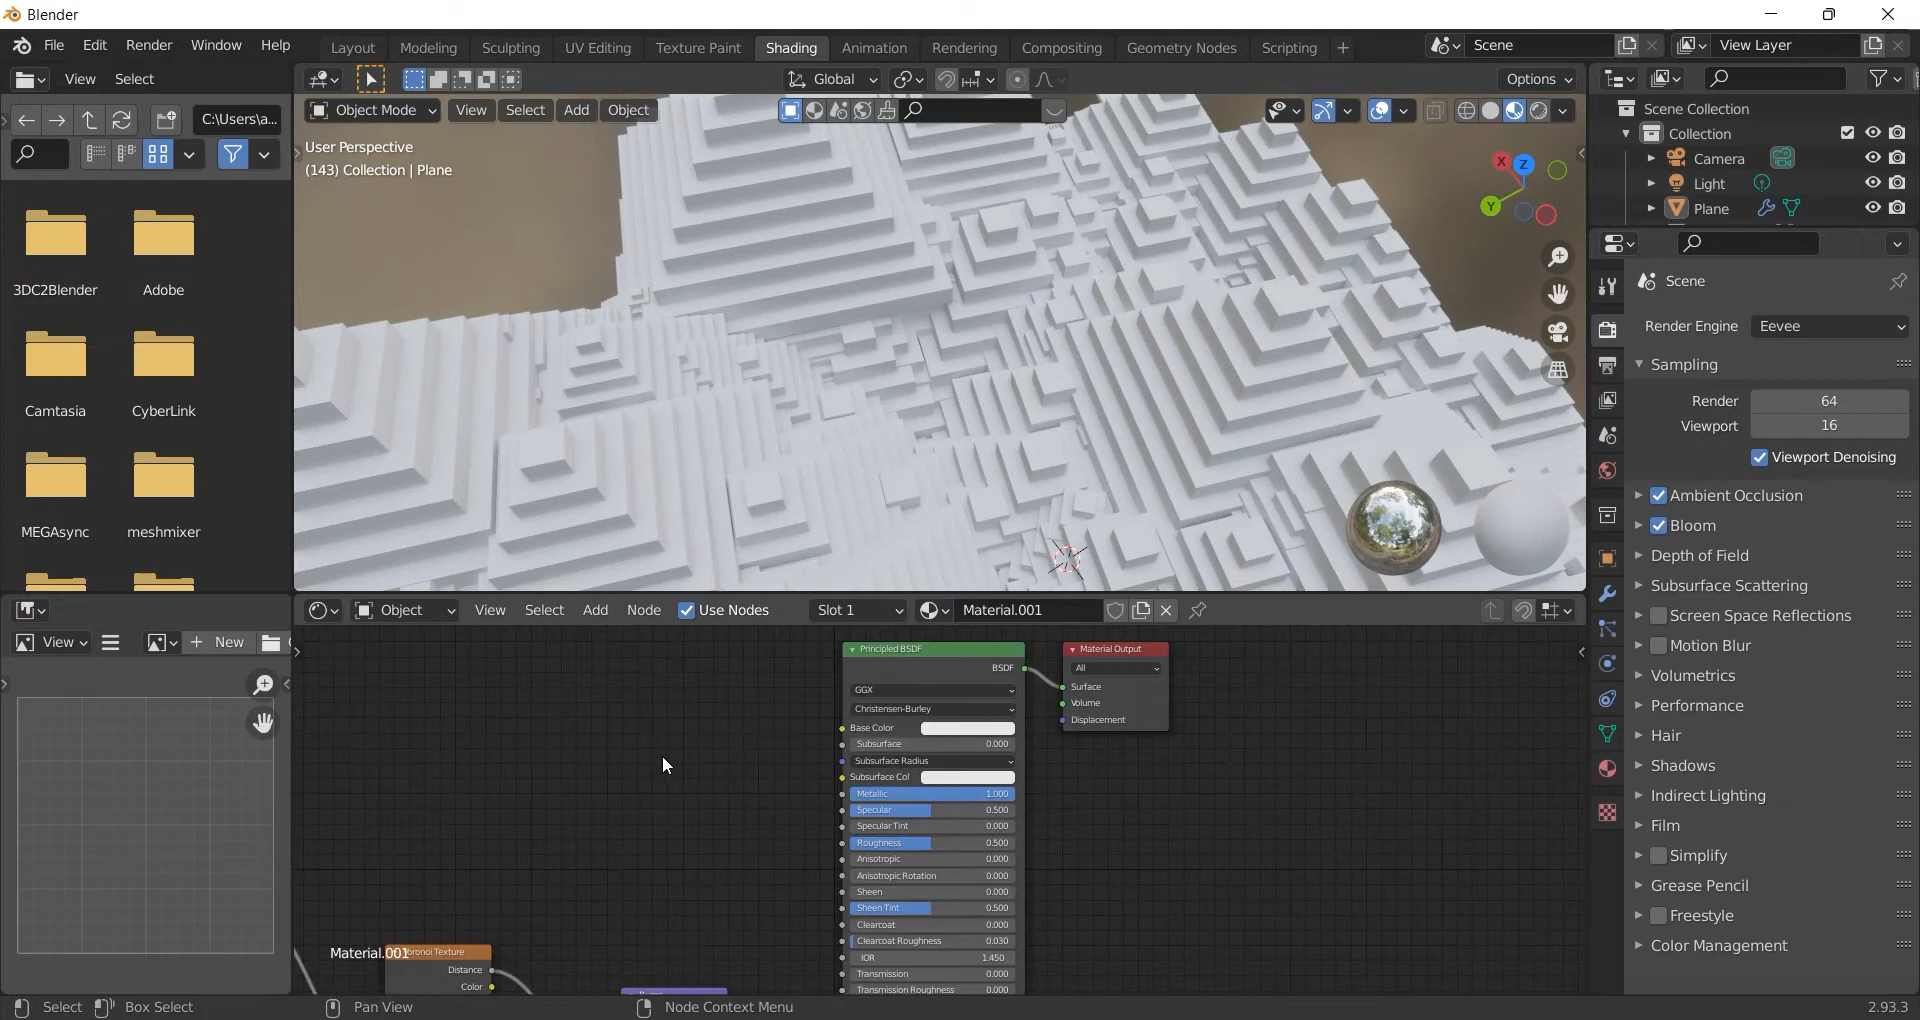 Blender
File Edit Render Window Help
Layout Modeling Sculpting UV Editing Texture Paint Shading Animation Rendering Compositing Geometry Nodes Scripting +
Scene
View Layer
View Select
Global
Options
C:\Users\a...
Object Mode View Select Add Object
User Perspective
(143) Collection | Plane
X
Y
Z
3DC2Blender
Adobe
Camtasia
CyberLink
MEGAsync
meshmixer
Scene Collection
Collection
Camera
Light
Plane
Scene
Render Engine Eevee
Sampling
Render 64
Viewport 16
Viewport Denoising
Ambient Occlusion
Bloom
Depth of Field
Subsurface Scattering
Screen Space Reflections
Motion Blur
Volumetrics
Performance
Hair
Shadows
Indirect Lighting
Film
Simplify
Grease Pencil
Freestyle
Color Management
View
+ New
Object View Select Add Node Use Nodes Slot 1 Material.001
Principled BSDF
BSDF
GGX
Christensen-Burley
Base Color
Subsurface 0.000
Subsurface Radius
Subsurface Col
Metallic 1.000
Specular 0.500
Specular Tint 0.000
Roughness 0.500
Anisotropic 0.000
Anisotropic Rotation 0.000
Sheen 0.000
Sheen Tint 0.500
Clearcoat 0.000
Clearcoat Roughness 0.030
IOR 1.450
Transmission 0.000
Transmission Roughness 0.000
Material Output
All
Surface
Volume
Displacement
Material.001
oronoi Texture
Distance
Color
Select Box Select Pan View Node Context Menu 2.93.3